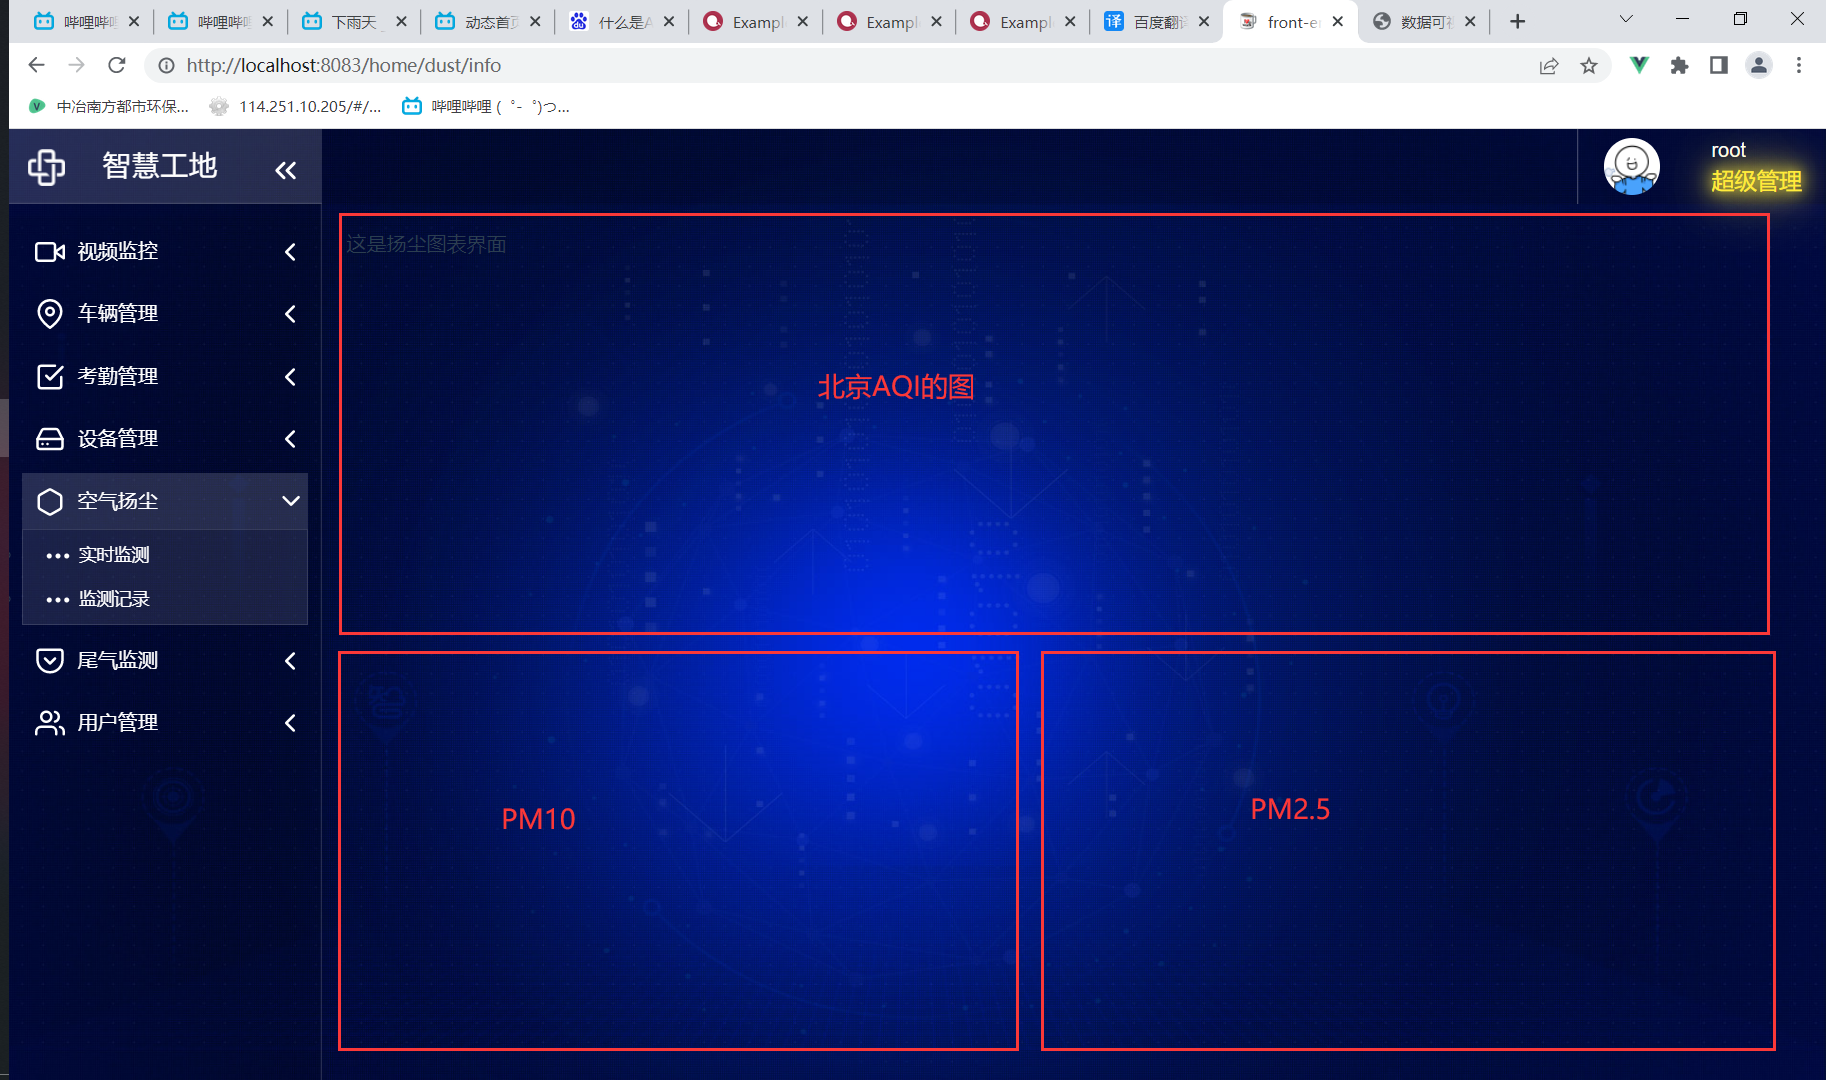 哔哩哔哩
哔哩哔哩
下雨天
动态首页
什么是A
Example
Example
Example
百度翻译
front-en
数据可视
http://localhost:8083/home/dust/info
中冶南方都市环保...
114.251.10.205/#/...
哔哩哔哩 ( ゜- ゜)つ...
智慧工地
root
超级管理
视频监控
车辆管理
考勤管理
设备管理
空气扬尘
实时监测
监测记录
尾气监测
用户管理
这是扬尘图表界面
北京AQI的图
PM10
PM2.5